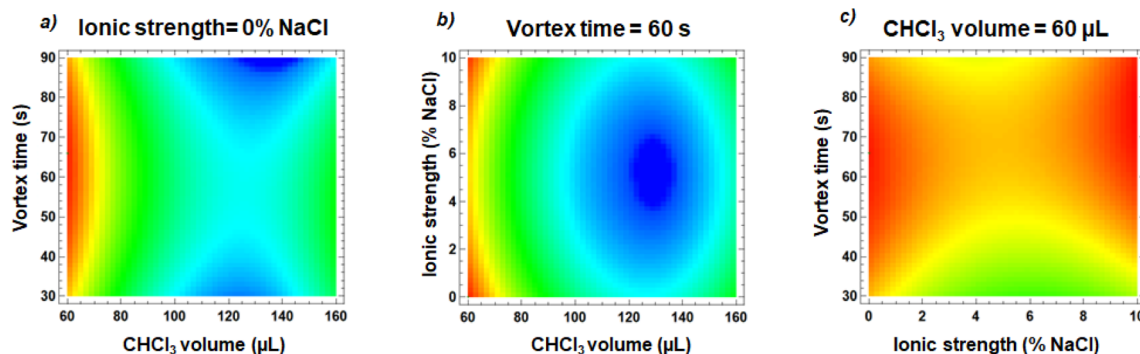 a) Ionic strength= 0% NaCl
Vortex time (s)
90
80
70
60
50
40
30
60 80 100 120 140 160
CHCl₃ volume (µL)
b) Vortex time = 60 s
Ionic strength (% NaCl)
10
8
6
4
2
0
60 80 100 120 140 160
CHCl₃ volume (µL)
c) CHCl₃ volume = 60 µL
Vortex time (s)
90
80
70
60
50
40
30
0 2 4 6 8 10
Ionic strength (% NaCl)